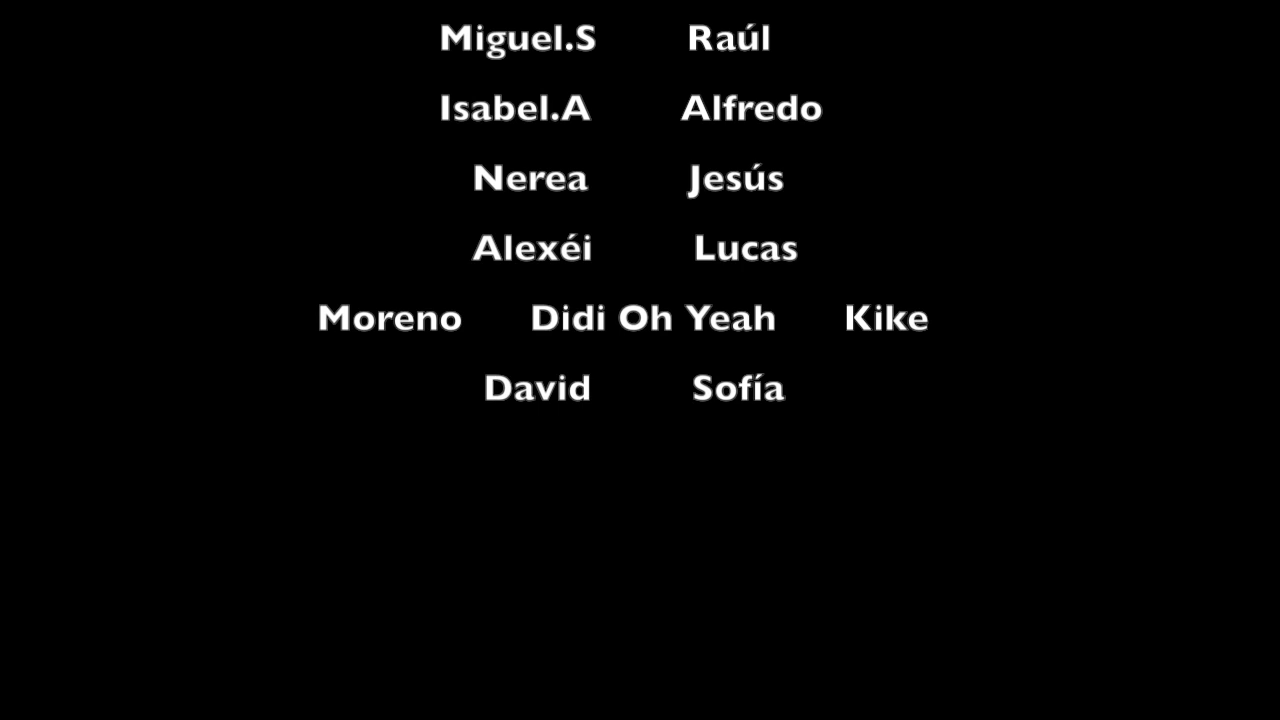 Miguel.S Raúl
Isabel.A Alfredo
Nerea Jesús
Alexéi Lucas
Moreno Didi Oh Yeah Kike
David Sofía